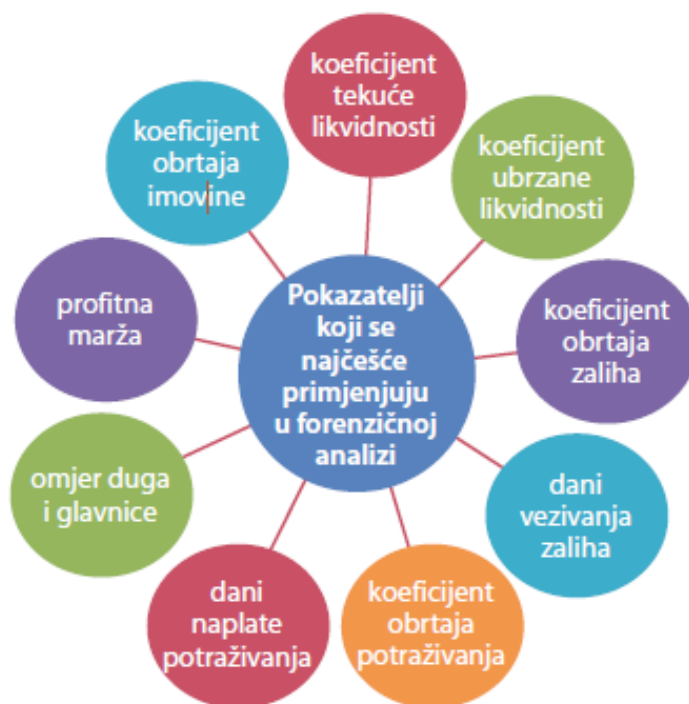 koeficijent
tekuće
likvidnosti
koeficijent
ubrzane
likvidnosti
koeficijent
obrtaja
zaliha
dani
vezivanja
zaliha
koeficijent
obrtaja
potraživanja
dani
naplate
potraživanja
omjer duga
i glavnice
profitna
marža
koeficijent
obrtaja
imovine
Pokazatelji
koji se
najčešće
primjenjuju
u forenzičnoj
analizi